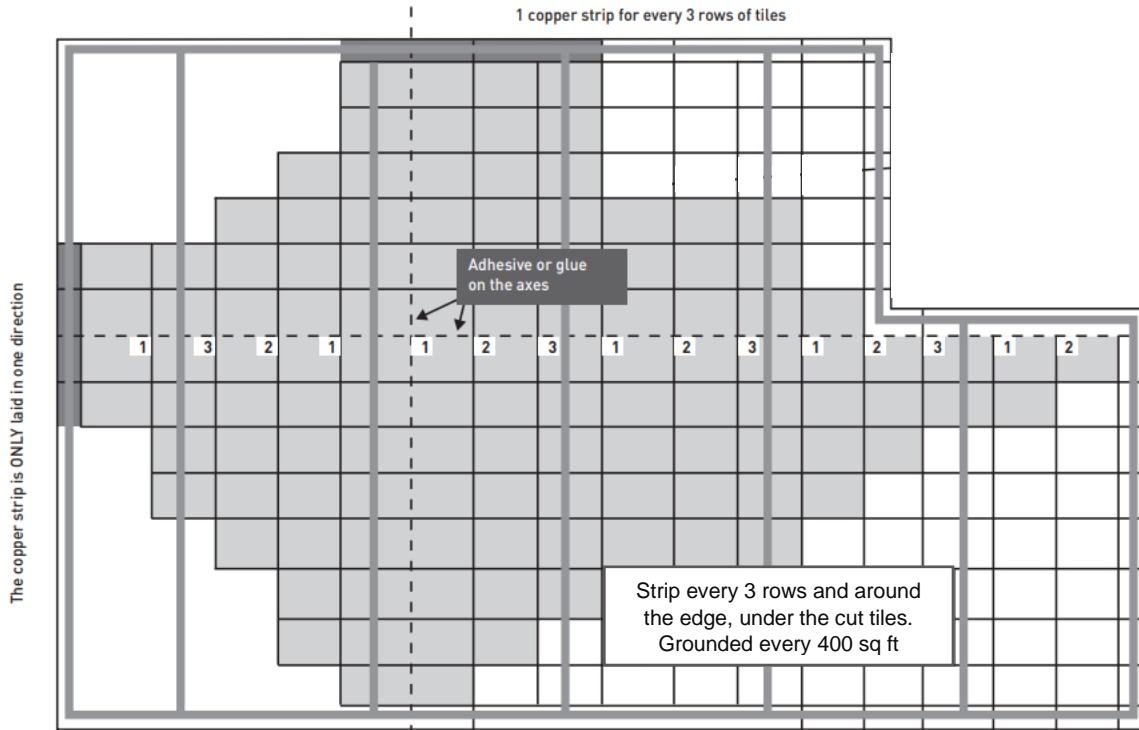 1 copper strip for every 3 rows of tiles
The copper strip is ONLY laid in one direction
Adhesive or glue
on the axes
1 3 2 1 1 2 3 1 2 3 1 2 3 1 2
Strip every 3 rows and around
the edge, under the cut tiles.
Grounded every 400 sq ft